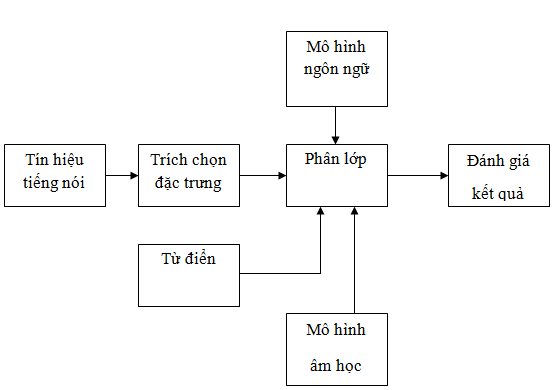 Mô hình
ngôn ngữ
Tín hiệu
tiếng nói
Trích chọn
đặc trưng
Phân lớp
Đánh giá
kết quả
Từ điển
Mô hình
âm học